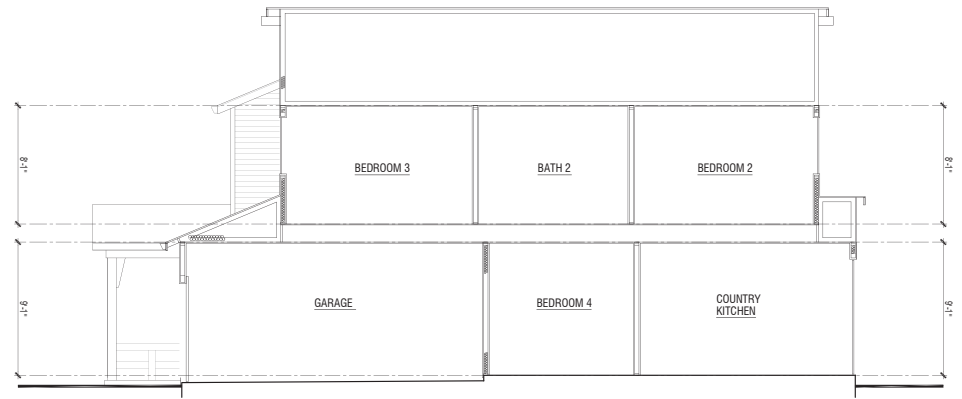 8'-1"
BEDROOM 3
BATH 2
BEDROOM 2
8'-1"
9'-1"
GARAGE
BEDROOM 4
COUNTRY
KITCHEN
9'-1"